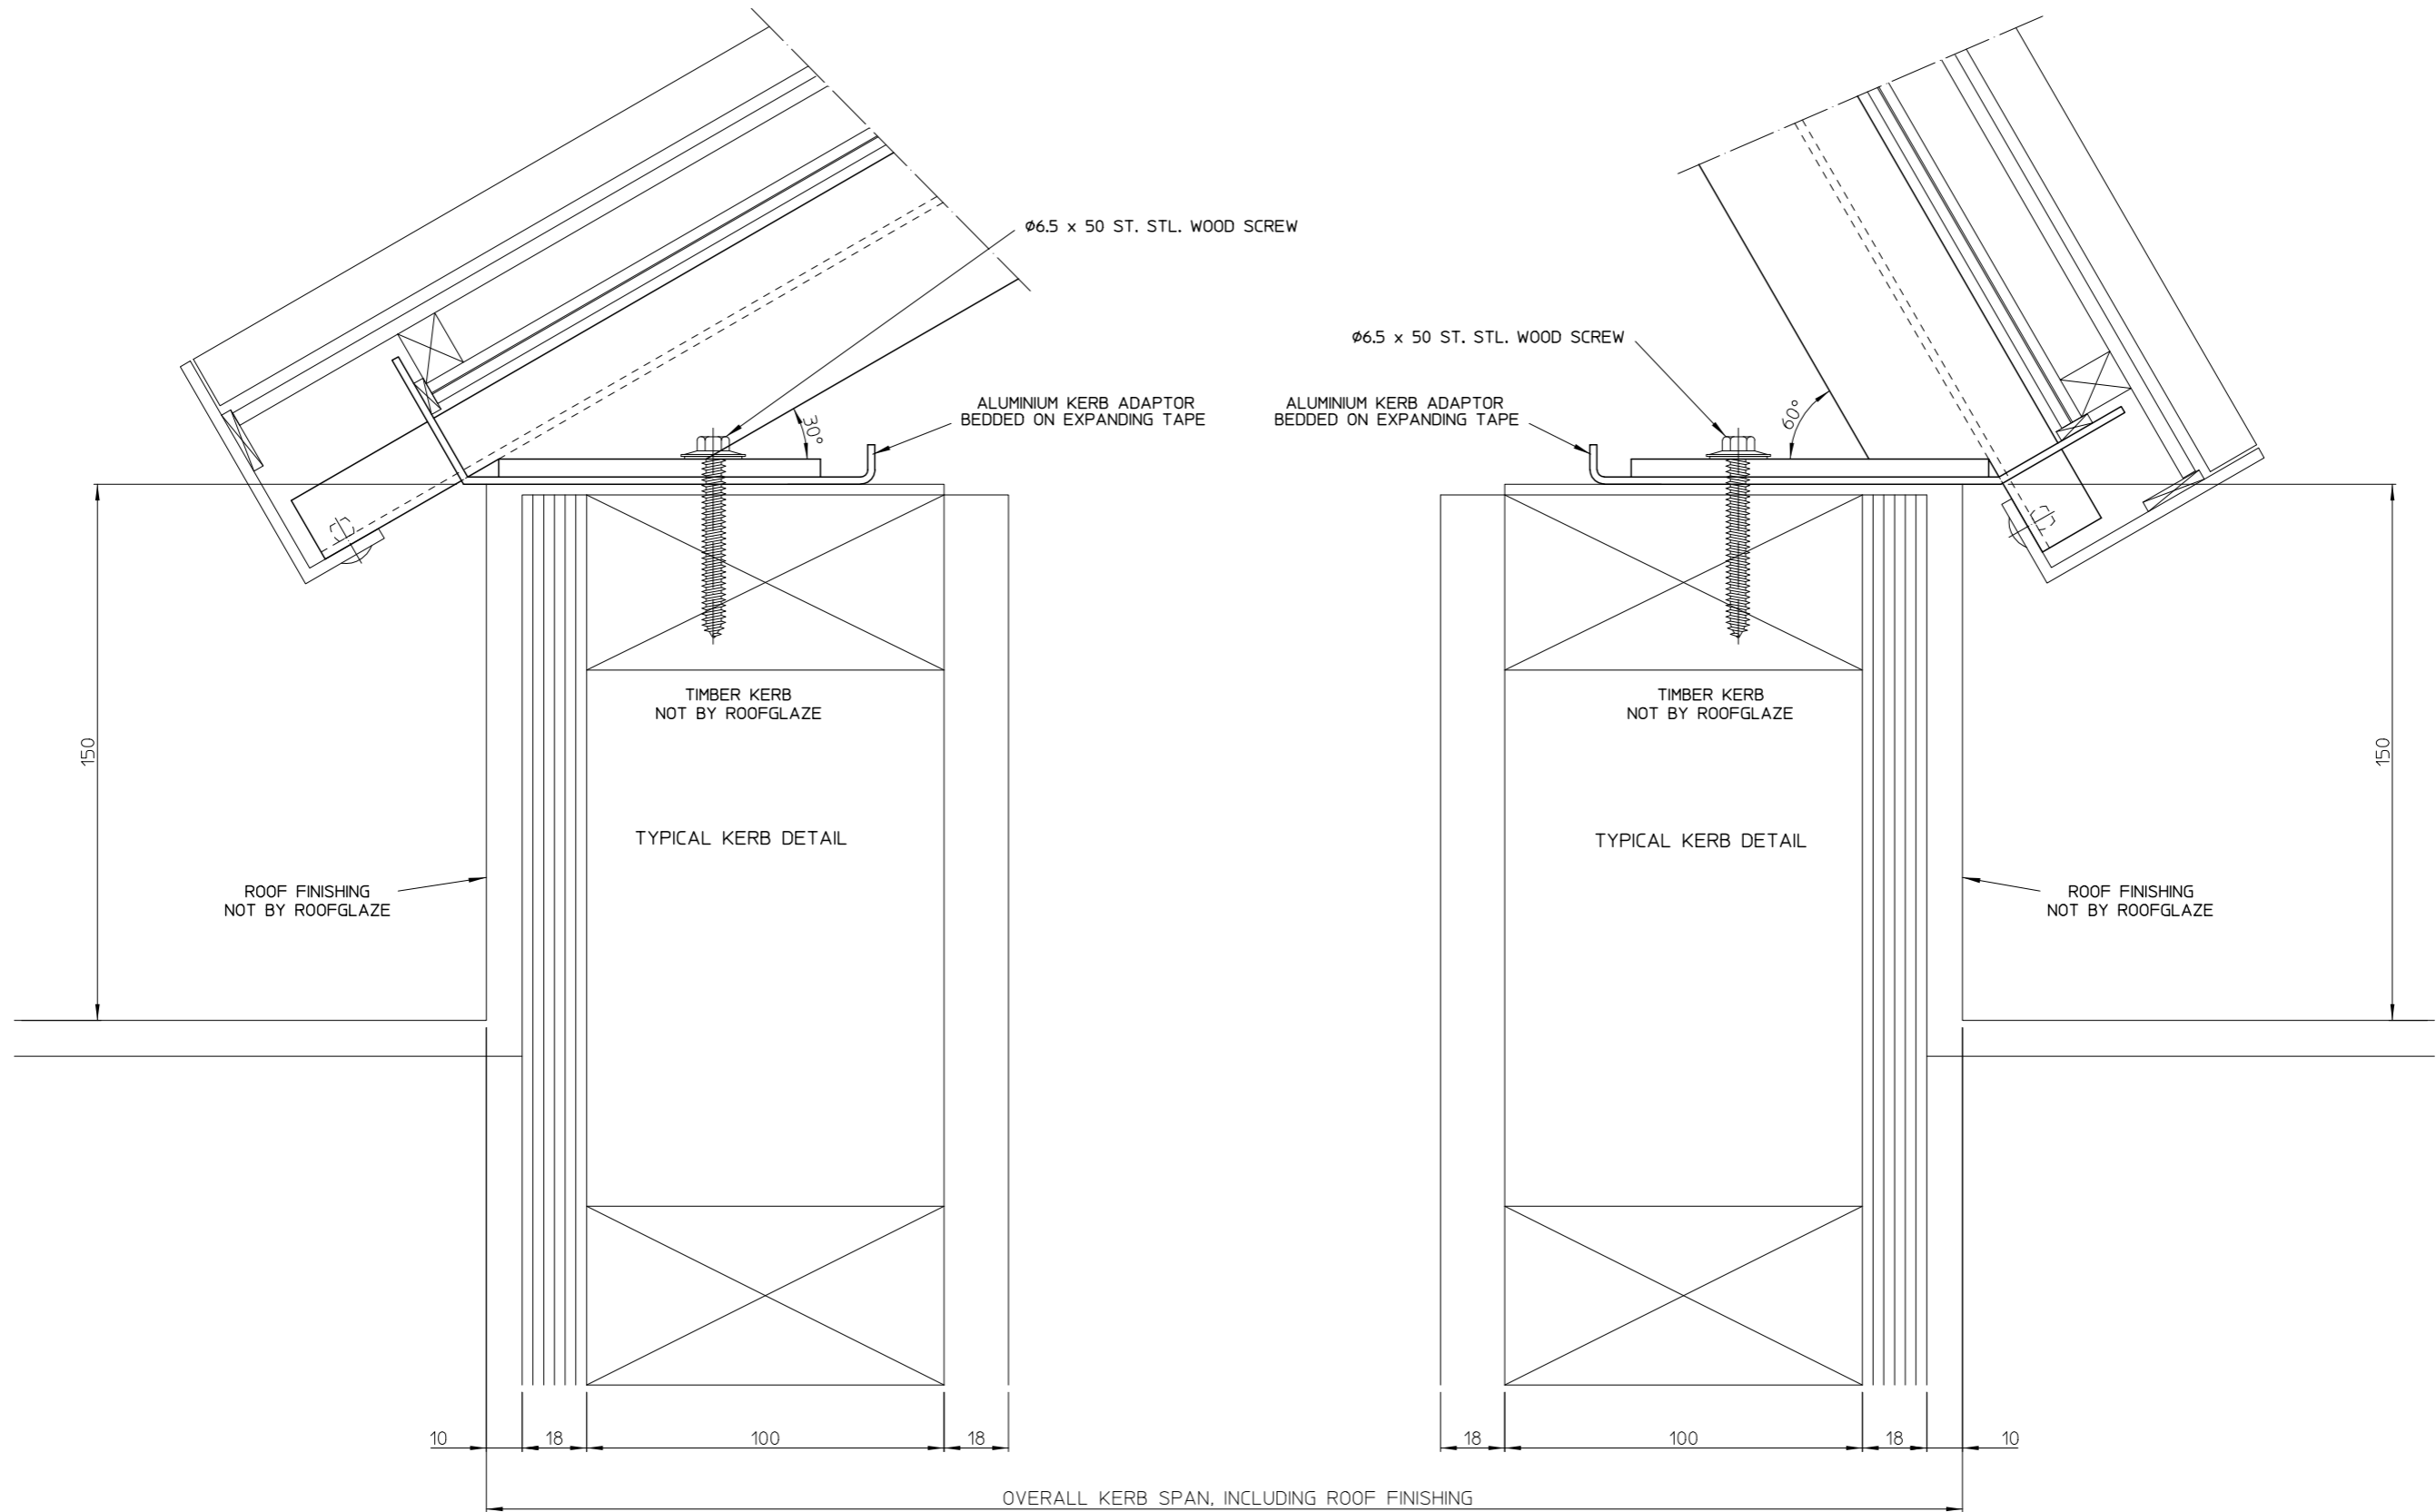 Ø6.5 x 50 ST. STL. WOOD SCREW
Ø6.5 x 50 ST. STL. WOOD SCREW
ALUMINIUM KERB ADAPTOR
BEDDED ON EXPANDING TAPE
ALUMINIUM KERB ADAPTOR
BEDDED ON EXPANDING TAPE
30°
60°
TIMBER KERB
NOT BY ROOFGLAZE
TIMBER KERB
NOT BY ROOFGLAZE
150
150
TYPICAL KERB DETAIL
TYPICAL KERB DETAIL
ROOF FINISHING
NOT BY ROOFGLAZE
ROOF FINISHING
NOT BY ROOFGLAZE
10 18 100 18
18 100 18 10
OVERALL KERB SPAN, INCLUDING ROOF FINISHING